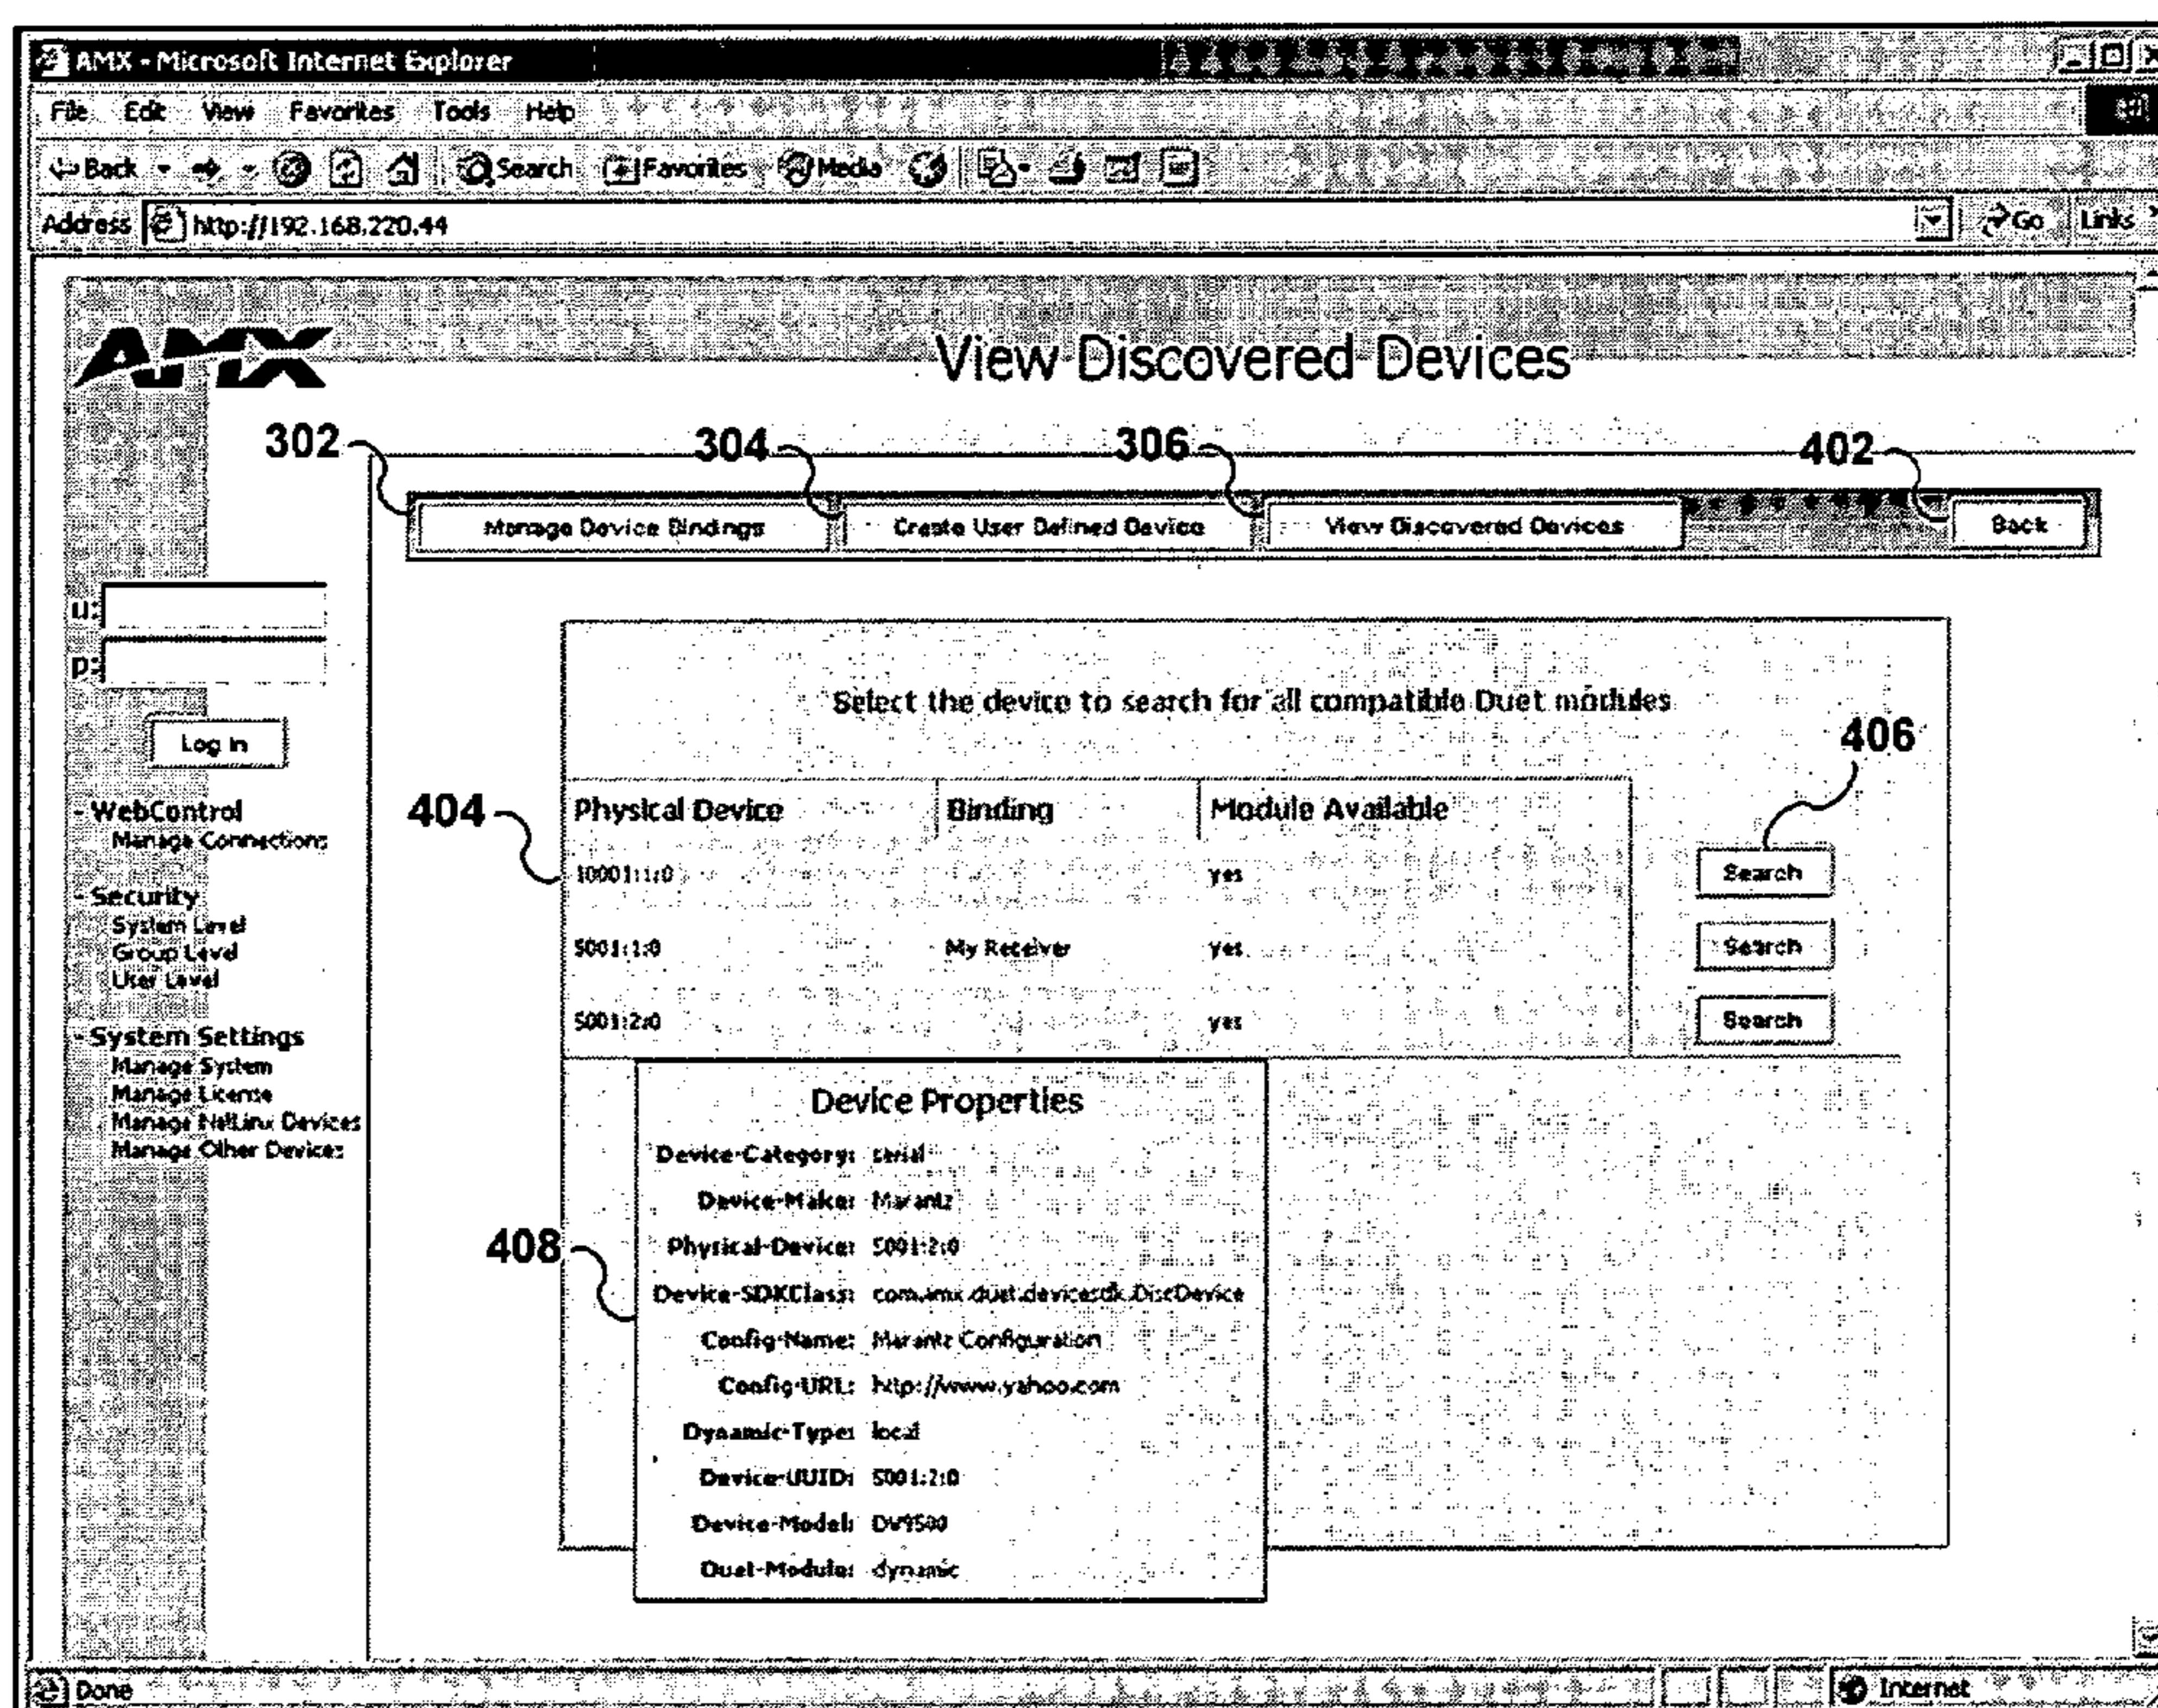 AMX - Microsoft Internet Explorer
File Edit View Favorites Tools Help
Back Search Favorites Media
Address http://192.168.220.44 Go Links
AMX
View Discovered Devices
302 304 306 402
Manage Device Bindings Create User Defined Device View Discovered Devices Back
u:
p:
Log In
- WebControl
Manage Connections
- Security
System Level
Group Level
User Level
- System Settings
Manage System
Manage License
Manage NetLinx Devices
Manage Other Devices
Select the device to search for all compatible Duet modules
406
404
Physical Device Binding Module Available
10001:1:0 yes Search
5001:1:0 My Receiver yes Search
5001:2:0 yes Search
408
Device Properties
Device-Category: serial
Device-Make: Marantz
Physical-Device: 5001:2:0
Device-SDKClass: com.amx.duet.devicesdk.DiscDevice
Config-Name: Marantz Configuration
Config-URL: http://www.yahoo.com
Dynamic-Type: local
Device-UUID: 5001:2:0
Device-Model: DV9500
Duet-Module: dynamic
Done Internet